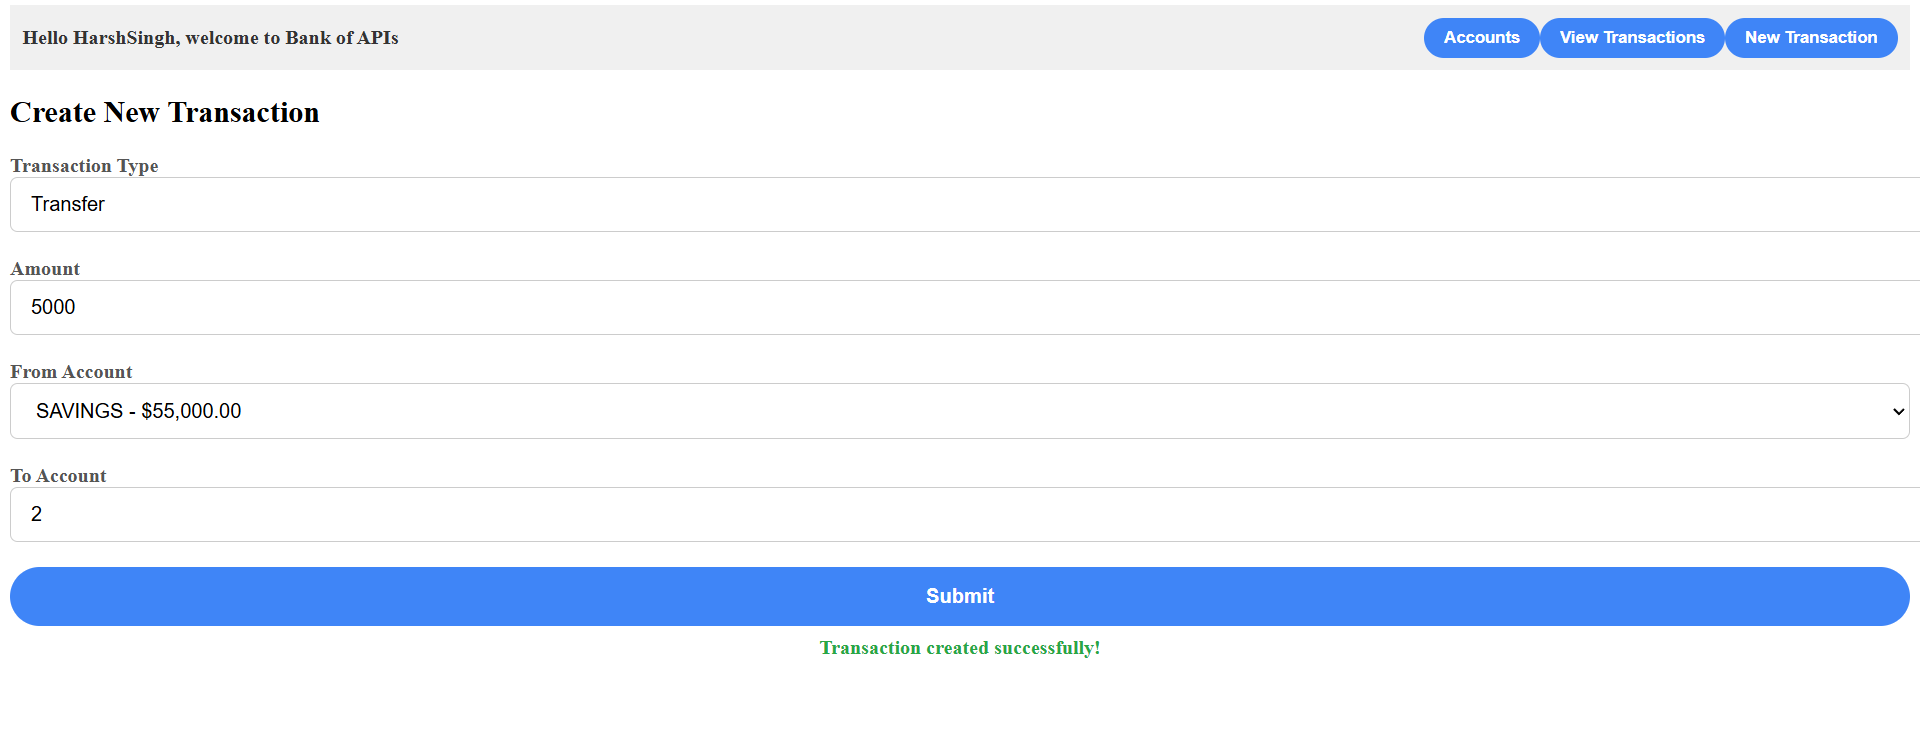 Hello HarshSingh, welcome to Bank of APIs
Accounts View Transactions New Transaction
Create New Transaction
Transaction Type
Transfer
Amount
5000
From Account
SAVINGS - $55,000.00
To Account
2
Submit
Transaction created successfully!